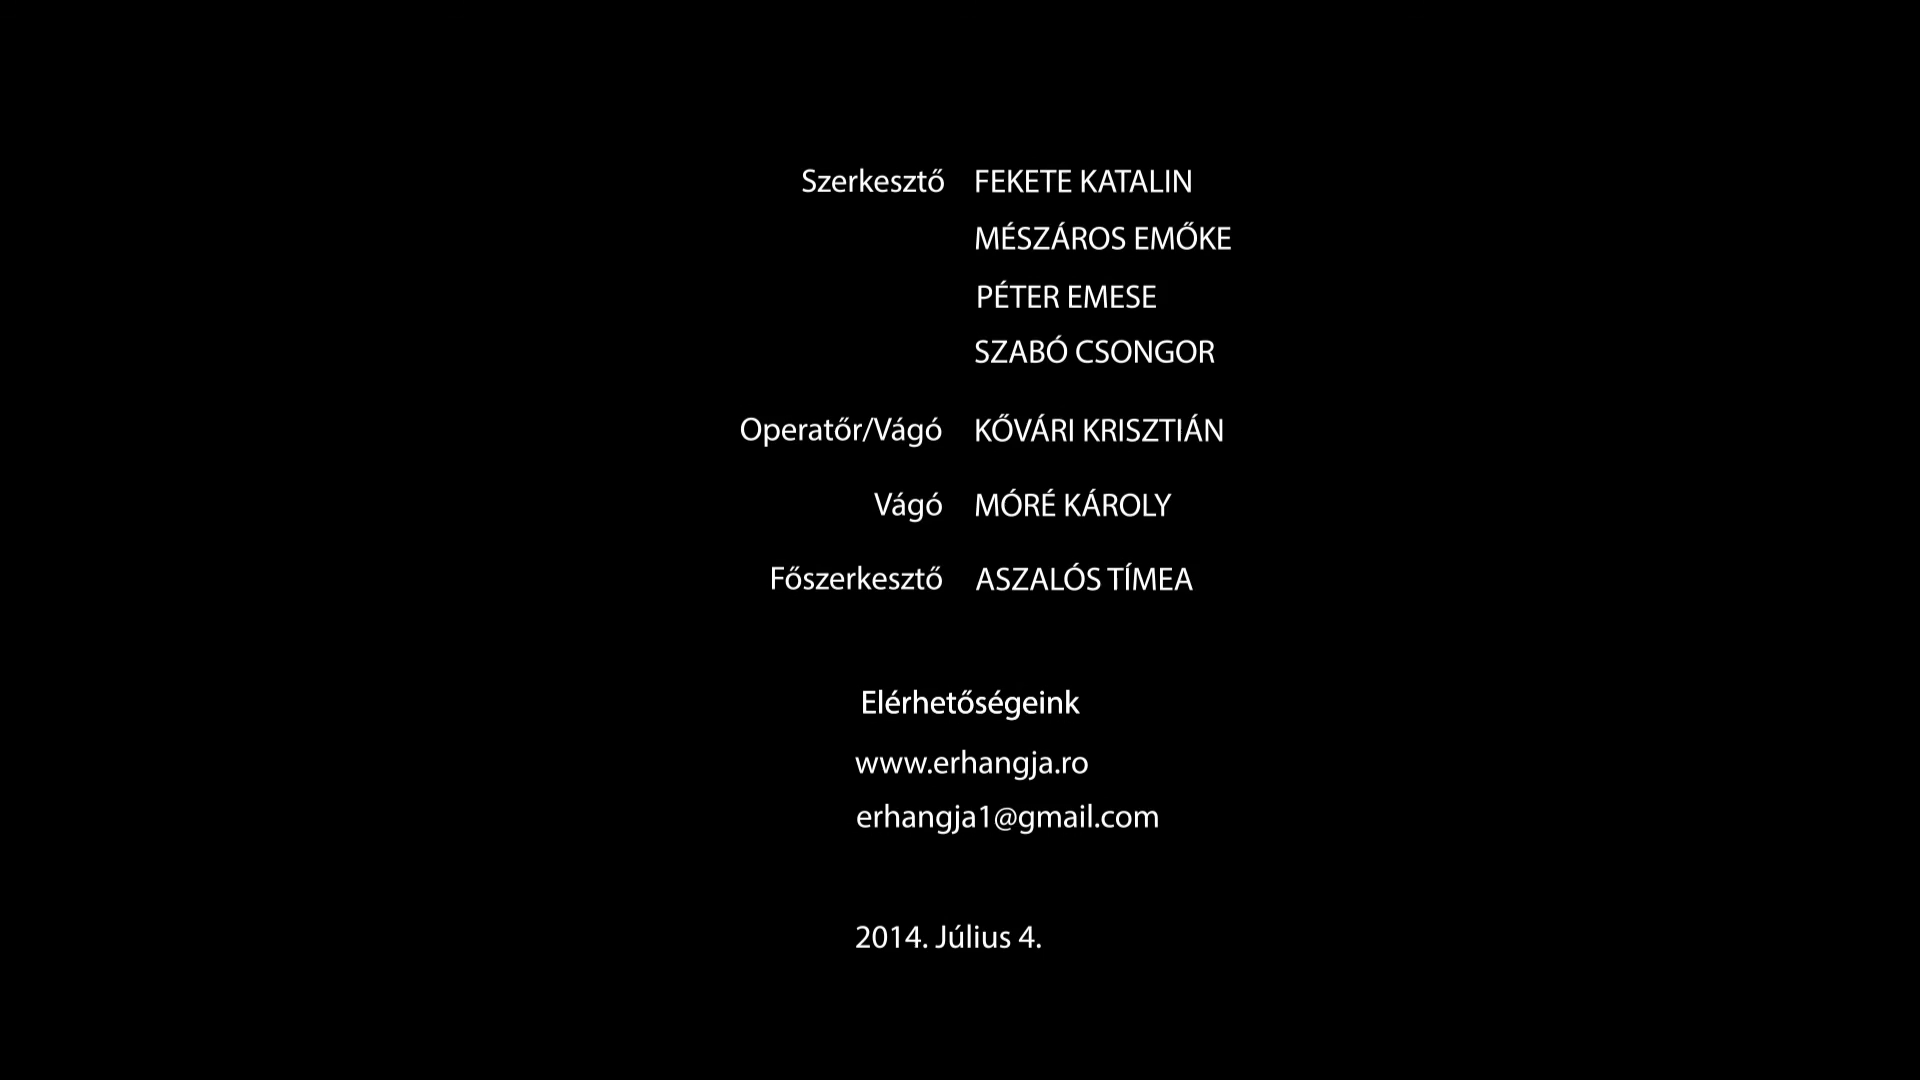 Szerkesztő FEKETE KATALIN
MÉSZÁROS EMŐKE
PÉTER EMESE
SZABÓ CSONGOR
Operatőr/Vágó KŐVÁRI KRISZTIÁN
Vágó MÓRÉ KÁROLY
Főszerkesztő ASZALÓS TÍMEA
Elérhetőségeink
www.erhangja.ro
erhangja1@gmail.com
2014. Július 4.